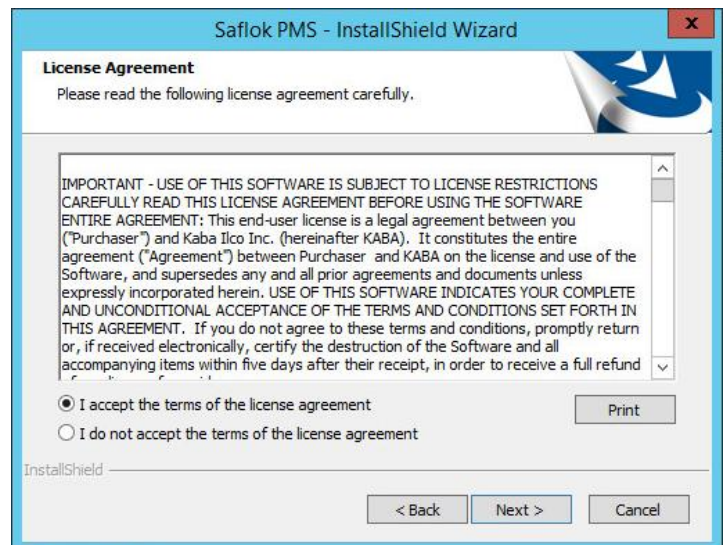 Saflok PMS - InstallShield Wizard
x
License Agreement
Please read the following license agreement carefully.
IMPORTANT - USE OF THIS SOFTWARE IS SUBJECT TO LICENSE RESTRICTIONS
CAREFULLY READ THIS LICENSE AGREEMENT BEFORE USING THE SOFTWARE
ENTIRE AGREEMENT: This end-user license is a legal agreement between you
("Purchaser") and Kaba Ilco Inc. (hereinafter KABA). It constitutes the entire
agreement ("Agreement") between Purchaser and KABA on the license and use of the
Software, and supersedes any and all prior agreements and documents unless
expressly incorporated herein. USE OF THIS SOFTWARE INDICATES YOUR COMPLETE
AND UNCONDITIONAL ACCEPTANCE OF THE TERMS AND CONDITIONS SET FORTH IN
THIS AGREEMENT. If you do not agree to these terms and conditions, promptly return
or, if received electronically, certify the destruction of the Software and all
accompanying items within five days after their receipt, in order to receive a full refund
I accept the terms of the license agreement
Print
I do not accept the terms of the license agreement
InstallShield
< Back
Next >
Cancel